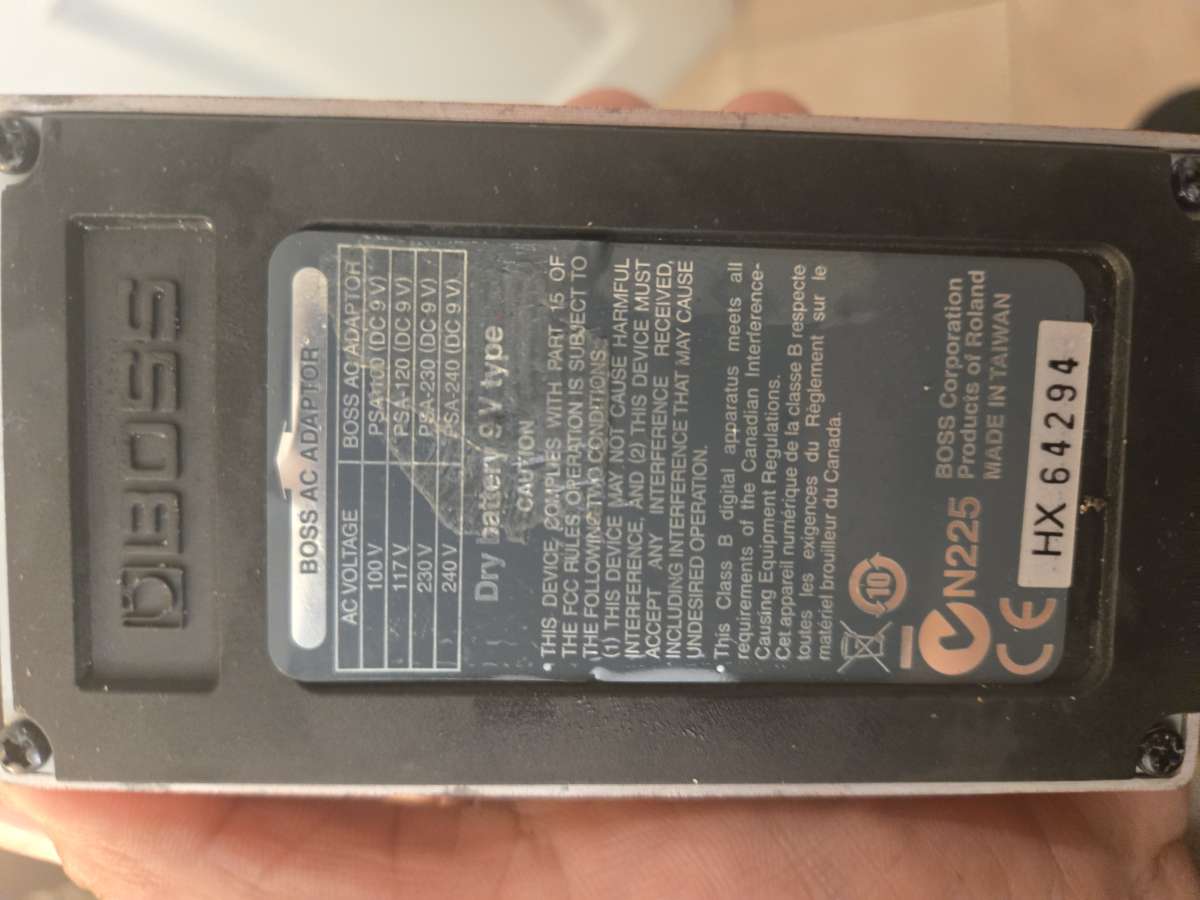 BOSS
BOSS AC ADAPTOR
AC VOLTAGE BOSS AC ADAPTOR
100 V PSA-100 (DC 9 V)
117 V PSA-120 (DC 9 V)
230 V PSA-230 (DC 9 V)
240 V PSA-240 (DC 9 V)
Dry battery 9 V type
CAUTION
THIS DEVICE COMPLIES WITH PART 15 OF
THE FCC RULES OPERATION IS SUBJECT TO
THE FOLLOWING TWO CONDITIONS.
(1) THIS DEVICE MAY NOT CAUSE HARMFUL
INTERFERENCE, AND (2) THIS DEVICE MUST
ACCEPT ANY INTERFERENCE RECEIVED,
INCLUDING INTERFERENCE THAT MAY CAUSE
UNDESIRED OPERATION.
This Class B digital apparatus meets all
requirements of the Canadian Interference-
Causing Equipment Regulations.
Cet appareil numérique de la classe B respecte
toutes les exigences du Règlement sur le
matériel brouilleur du Canada.
10
N225
BOSS Corporation
Products of Roland
MADE IN TAIWAN
CE
HX 64294